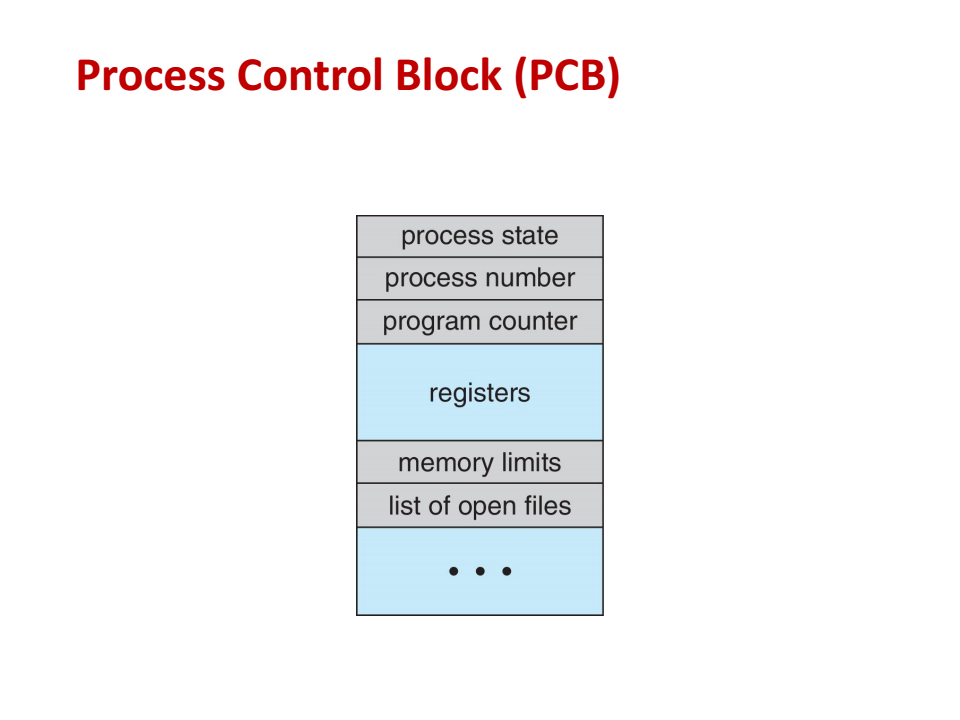 Process Control Block (PCB)
process state
process number
program counter
registers
memory limits
list of open files
• • •